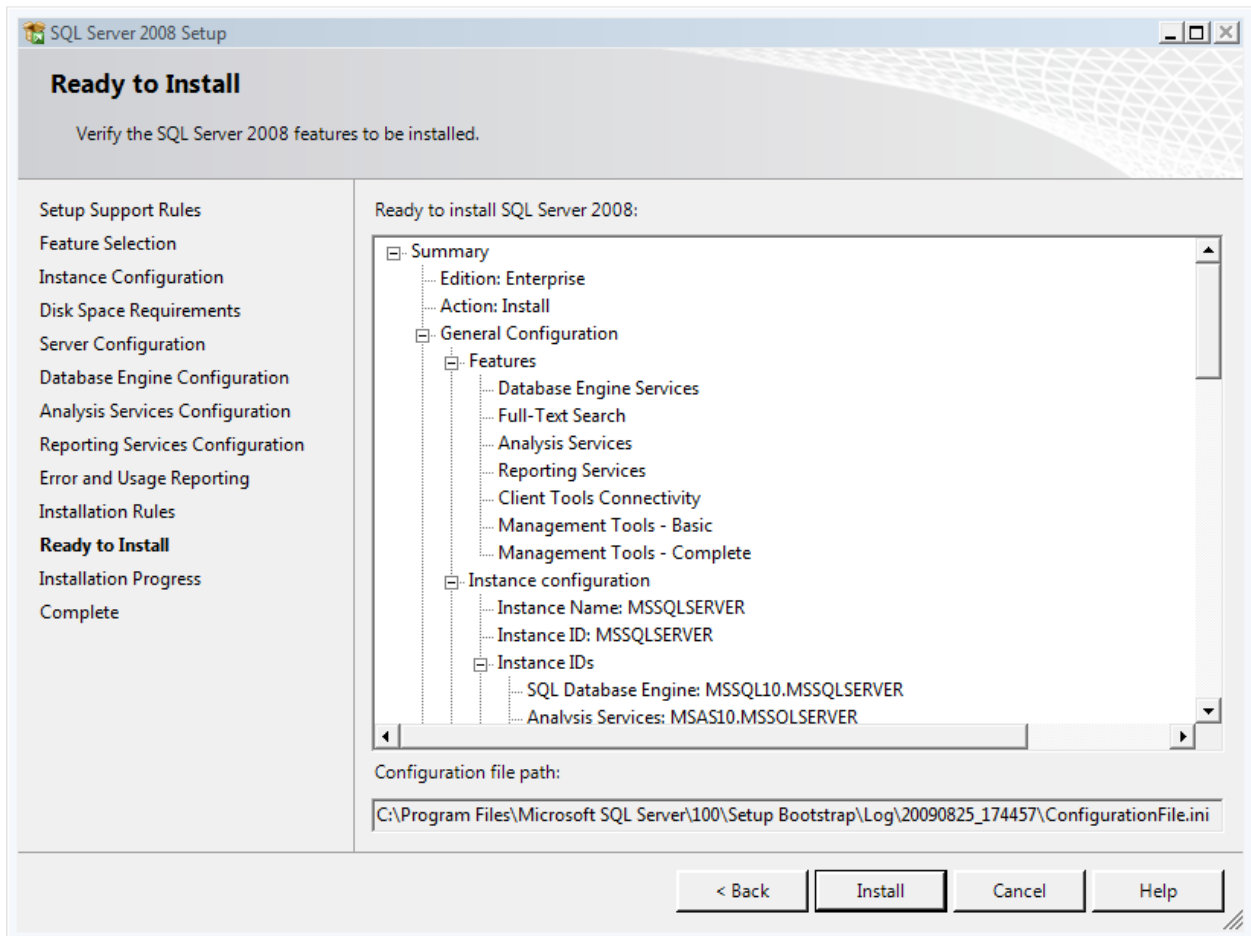 SQL Server 2008 Setup
Ready to Install
Verify the SQL Server 2008 features to be installed.
Setup Support Rules
Feature Selection
Instance Configuration
Disk Space Requirements
Server Configuration
Database Engine Configuration
Analysis Services Configuration
Reporting Services Configuration
Error and Usage Reporting
Installation Rules
Ready to Install
Installation Progress
Complete
Ready to install SQL Server 2008:
Summary
Edition: Enterprise
Action: Install
General Configuration
Features
Database Engine Services
Full-Text Search
Analysis Services
Reporting Services
Client Tools Connectivity
Management Tools - Basic
Management Tools - Complete
Instance configuration
Instance Name: MSSQLSERVER
Instance ID: MSSQLSERVER
Instance IDs
SQL Database Engine: MSSQL10.MSSQLSERVER
Analysis Services: MSAS10.MSSQLSERVER
Configuration file path:
C:\Program Files\Microsoft SQL Server\100\Setup Bootstrap\Log\20090825_174457\ConfigurationFile.ini
< Back
Install
Cancel
Help